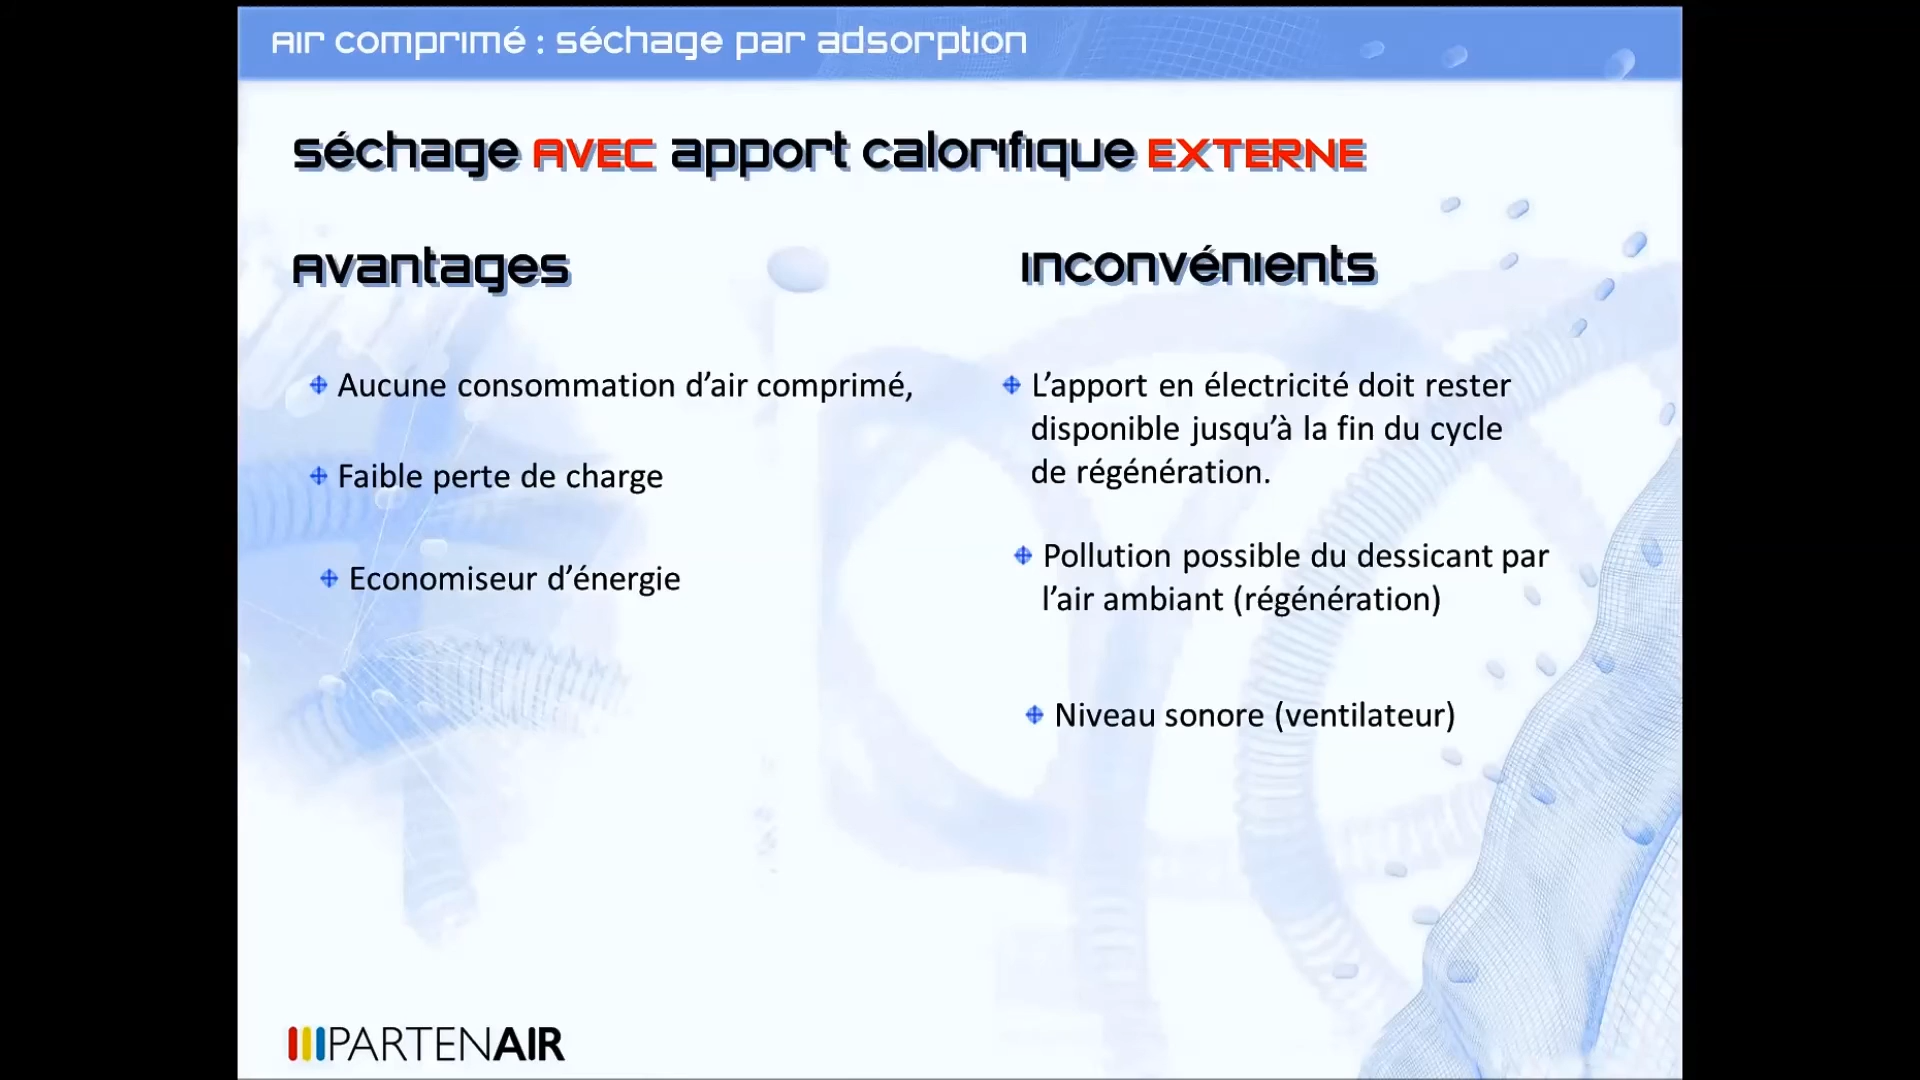 Air comprimé : séchage par adsorption
séchage AVEC apport calorifique EXTERNE
Avantages
Aucune consommation d'air comprimé,
Faible perte de charge
Economiseur d'énergie
Inconvénients
L'apport en électricité doit rester
disponible jusqu'à la fin du cycle
de régénération.
Pollution possible du dessicant par
l'air ambiant (régénération)
Niveau sonore (ventilateur)
PARTENAIR